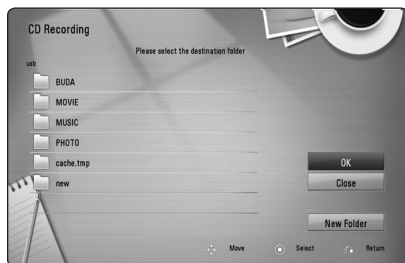 CD Recording
Please select the destination folder
usb
BUDA
MOVIE
MUSIC
PHOTO
cache.tmp
new
OK
Close
New Folder
Move Select Return